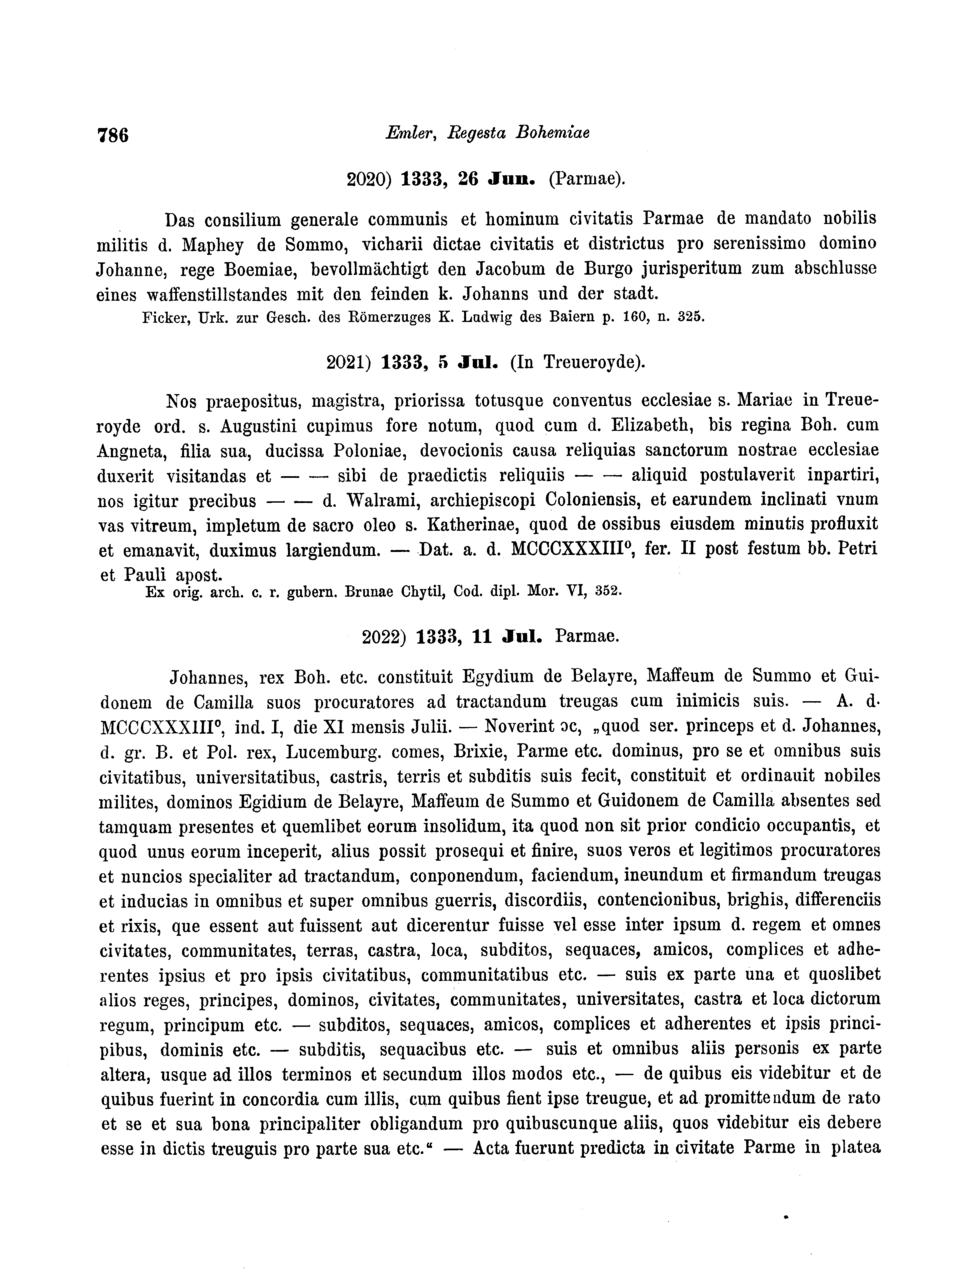 786 Emler, Regesta Bohemiae
2020) 1333, 26 Jun. (Parmae).
Das consilium generale communis et hominum civitatis Parmae de mandato nobilis
militis d. Maphey de Sommo, vicharii dictae civitatis et districtus pro serenissimo domino
Johanne, rege Boemiae, bevollmächtigt den Jacobum de Burgo jurisperitum zum abschlusse
eines waffenstillstandes mit den feinden k. Johanns und der stadt.
Ficker, Urk. zur Gesch. des Römerzuges K. Ludwig des Baiern p. 160, n. 325.
2021) 1333, 5 Jul. (In Treueroyde).
Nos praepositus, magistra, priorissa totusque conventus ecclesiae s. Mariae in Treue-
royde ord. s. Augustini cupimus fore notum, quod cum d. Elizabeth, bis regina Boh. cum
Angneta, filia sua, ducissa Poloniae, devocionis causa reliquias sanctorum nostrae ecclesiae
duxerit visitandas et — — sibi de praedictis reliquiis — — aliquid postulaverit inpartiri,
nos igitur precibus — — d. Walrami, archiepiscopi Coloniensis, et earundem inclinati vnum
vas vitreum, impletum de sacro oleo s. Katherinae, quod de ossibus eiusdem minutis profluxit
et emanavit, duximus largiendum. — Dat. a. d. MCCCXXXIII⁰, fer. II post festum bb. Petri
et Pauli apost.
Ex orig. arch. c. r. gubern. Brunae Chytil, Cod. dipl. Mor. VI, 352.
2022) 1333, 11 Jul. Parmae.
Johannes, rex Boh. etc. constituit Egydium de Belayre, Maffeum de Summo et Gui-
donem de Camilla suos procuratores ad tractandum treugas cum inimicis suis. — A. d.
MCCCXXXIII⁰, ind. I, die XI mensis Julii. — Noverint ɔc, „quod ser. princeps et d. Johannes,
d. gr. B. et Pol. rex, Lucemburg. comes, Brixie, Parme etc. dominus, pro se et omnibus suis
civitatibus, universitatibus, castris, terris et subditis suis fecit, constituit et ordinauit nobiles
milites, dominos Egidium de Belayre, Maffeum de Summo et Guidonem de Camilla absentes sed
tamquam presentes et quemlibet eorum insolidum, ita quod non sit prior condicio occupantis, et
quod unus eorum inceperit, alius possit prosequi et finire, suos veros et legitimos procuratores
et nuncios specialiter ad tractandum, conponendum, faciendum, ineundum et firmandum treugas
et inducias in omnibus et super omnibus guerris, discordiis, contencionibus, brighis, differenciis
et rixis, que essent aut fuissent aut dicerentur fuisse vel esse inter ipsum d. regem et omnes
civitates, communitates, terras, castra, loca, subditos, sequaces, amicos, complices et adhe-
rentes ipsius et pro ipsis civitatibus, communitatibus etc. — suis ex parte una et quoslibet
alios reges, principes, dominos, civitates, communitates, universitates, castra et loca dictorum
regum, principum etc. — subditos, sequaces, amicos, complices et adherentes et ipsis princi-
pibus, dominis etc. — subditis, sequacibus etc. — suis et omnibus aliis personis ex parte
altera, usque ad illos terminos et secundum illos modos etc., — de quibus eis videbitur et de
quibus fuerint in concordia cum illis, cum quibus fient ipse treugue, et ad promittendum de rato
et se et sua bona principaliter obligandum pro quibuscunque aliis, quos videbitur eis debere
esse in dictis treuguis pro parte sua etc.“ — Acta fuerunt predicta in civitate Parme in platea